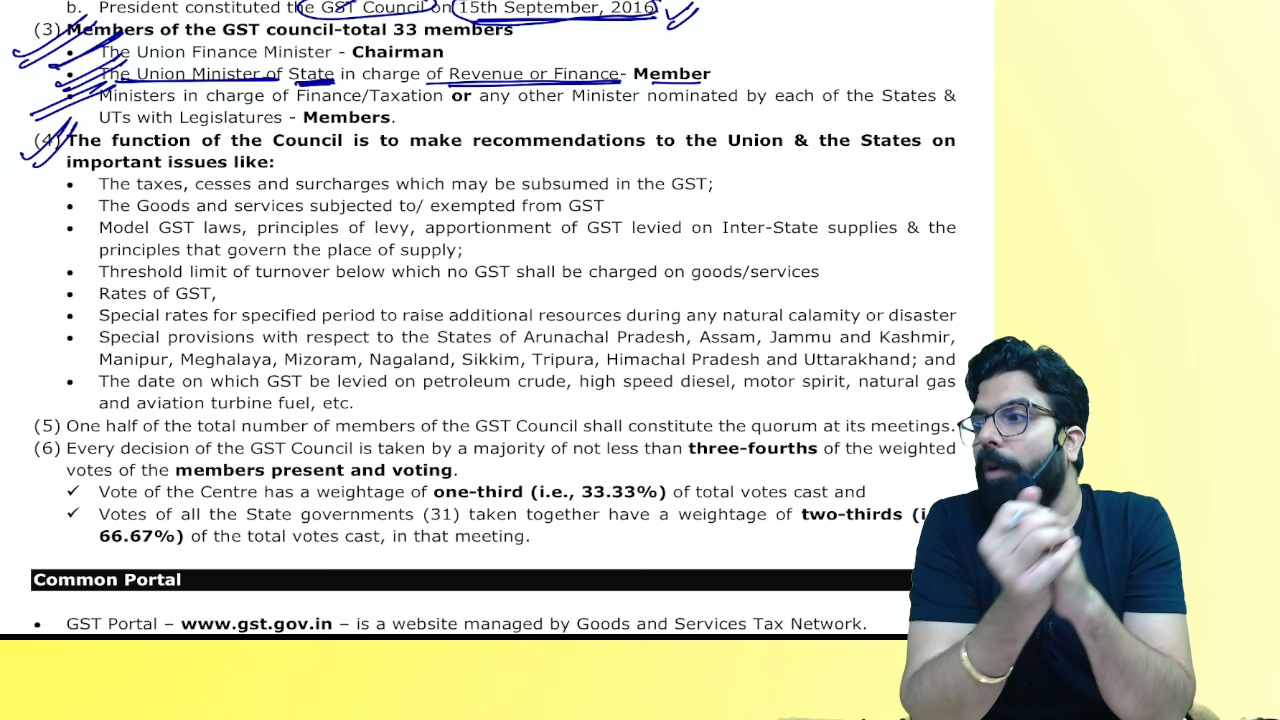 b. President constituted the GST Council on 15th September, 2016
(3) Members of the GST council-total 33 members
• The Union Finance Minister - Chairman
• The Union Minister of State in charge of Revenue or Finance- Member
• Ministers in charge of Finance/Taxation or any other Minister nominated by each of the States &
UTs with Legislatures - Members.
(4) The function of the Council is to make recommendations to the Union & the States on
important issues like:
• The taxes, cesses and surcharges which may be subsumed in the GST;
• The Goods and services subjected to/ exempted from GST
• Model GST laws, principles of levy, apportionment of GST levied on Inter-State supplies & the
principles that govern the place of supply;
• Threshold limit of turnover below which no GST shall be charged on goods/services
• Rates of GST,
• Special rates for specified period to raise additional resources during any natural calamity or disaster
• Special provisions with respect to the States of Arunachal Pradesh, Assam, Jammu and Kashmir,
Manipur, Meghalaya, Mizoram, Nagaland, Sikkim, Tripura, Himachal Pradesh and Uttarakhand; and
• The date on which GST be levied on petroleum crude, high speed diesel, motor spirit, natural gas
and aviation turbine fuel, etc.
(5) One half of the total number of members of the GST Council shall constitute the quorum at its meetings.
(6) Every decision of the GST Council is taken by a majority of not less than three-fourths of the weighted
votes of the members present and voting.
✓ Vote of the Centre has a weightage of one-third (i.e., 33.33%) of total votes cast and
✓ Votes of all the State governments (31) taken together have a weightage of two-thirds (i
66.67%) of the total votes cast, in that meeting.
Common Portal
• GST Portal – www.gst.gov.in – is a website managed by Goods and Services Tax Network.